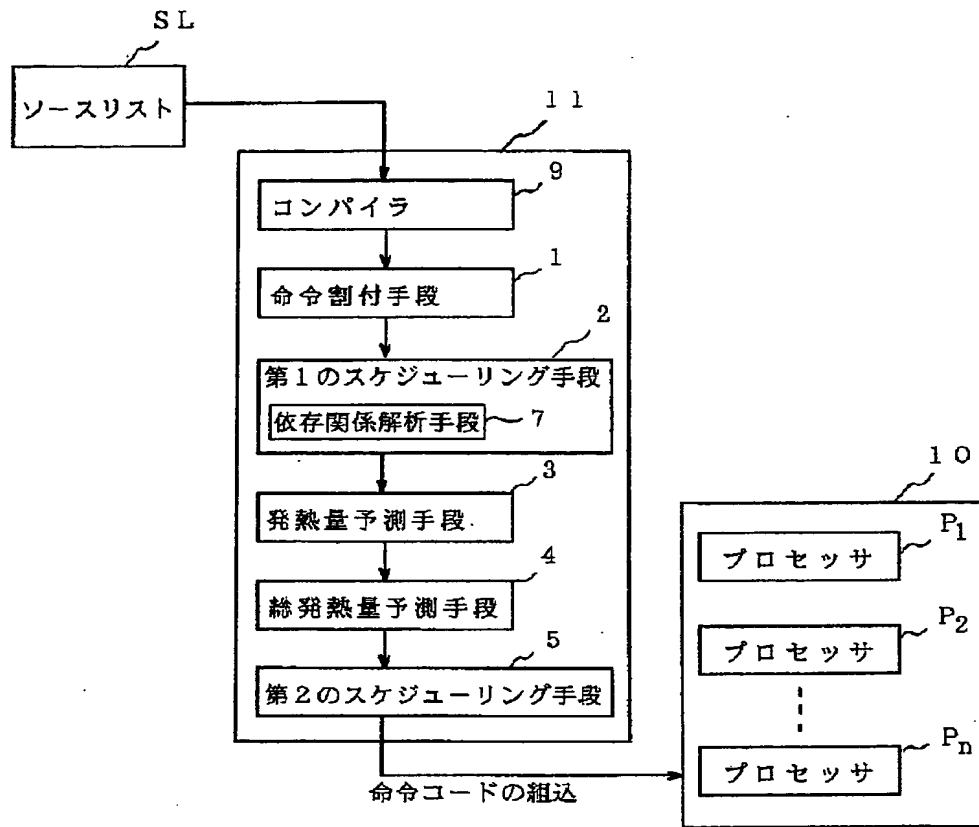 SL
ソースリスト
11
9
コンパイラ
1
命令割付手段
2
第1のスケジューリング手段
依存関係解析手段
7
3
発熱量予測手段
4
総発熱量予測手段
5
第2のスケジューリング手段
命令コードの組込
10
P1
プロセッサ
P2
プロセッサ
Pn
プロセッサ